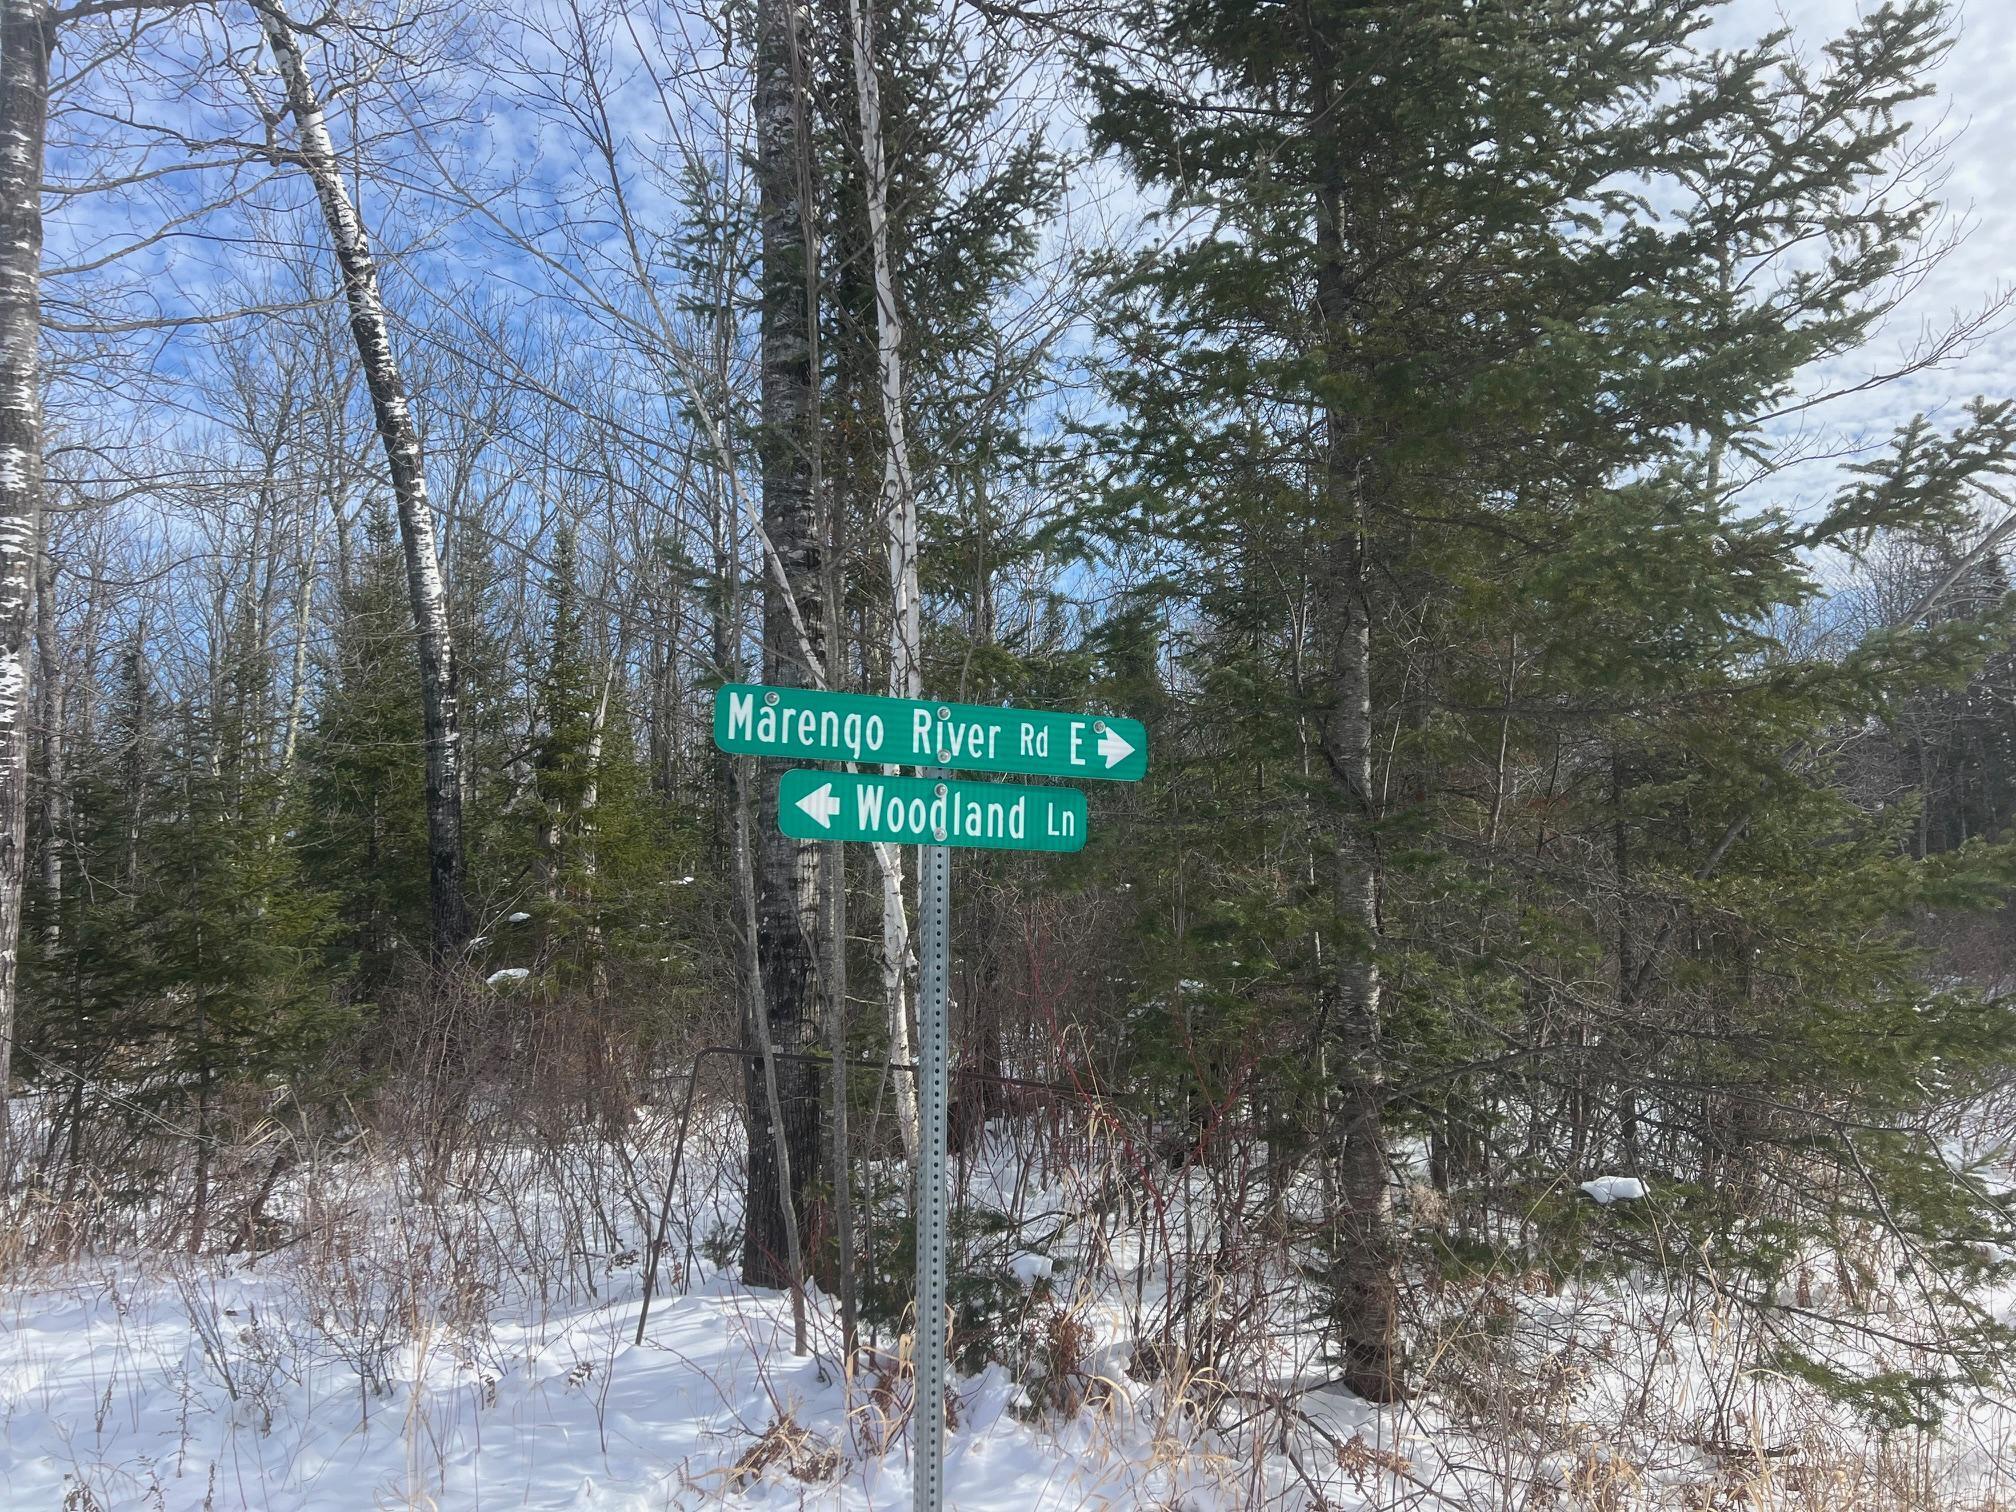 Marengo River Rd E →
← Woodland Ln